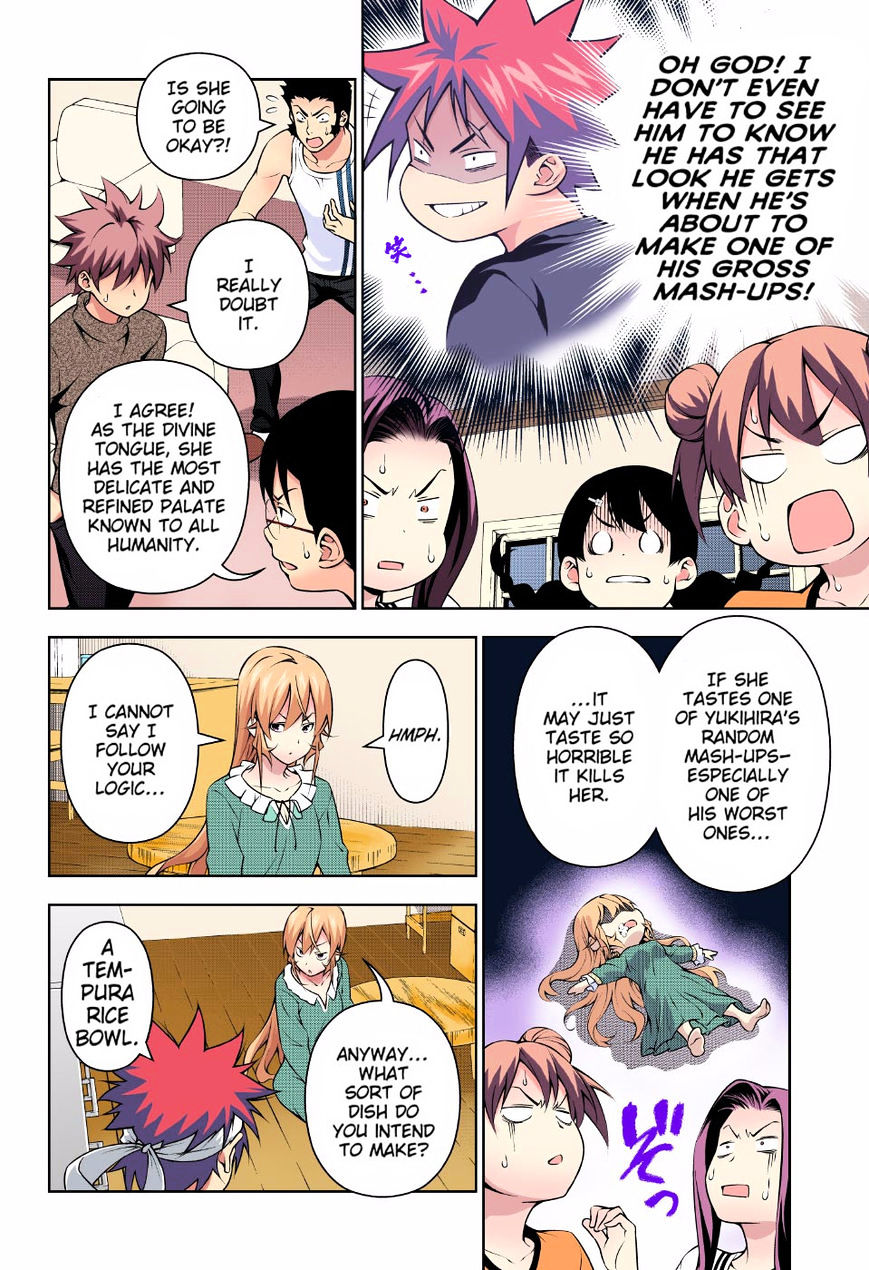 OH GOD! I
DON'T EVEN
HAVE TO SEE
HIM TO KNOW
HE HAS THAT
LOOK HE GETS
WHEN HE'S
ABOUT TO
MAKE ONE OF
HIS GROSS
MASH-UPS!
笑
IS SHE
GOING
TO BE
OKAY?!
I
REALLY
DOUBT
IT.
I AGREE!
AS THE DIVINE
TONGUE, SHE
HAS THE MOST
DELICATE AND
REFINED PALATE
KNOWN TO ALL
HUMANITY.
IF SHE
TASTES ONE
OF YUKIHIRA'S
RANDOM
MASH-UPS—
ESPECIALLY
ONE OF
HIS WORST
ONES...
...IT
MAY JUST
TASTE SO
HORRIBLE
IT KILLS
HER.
ぞぞっ
HMPH.
I CANNOT
SAY I
FOLLOW
YOUR
LOGIC...
ANYWAY...
WHAT
SORT OF
DISH DO
YOU INTEND
TO MAKE?
A
TEM-
PURA
RICE
BOWL.